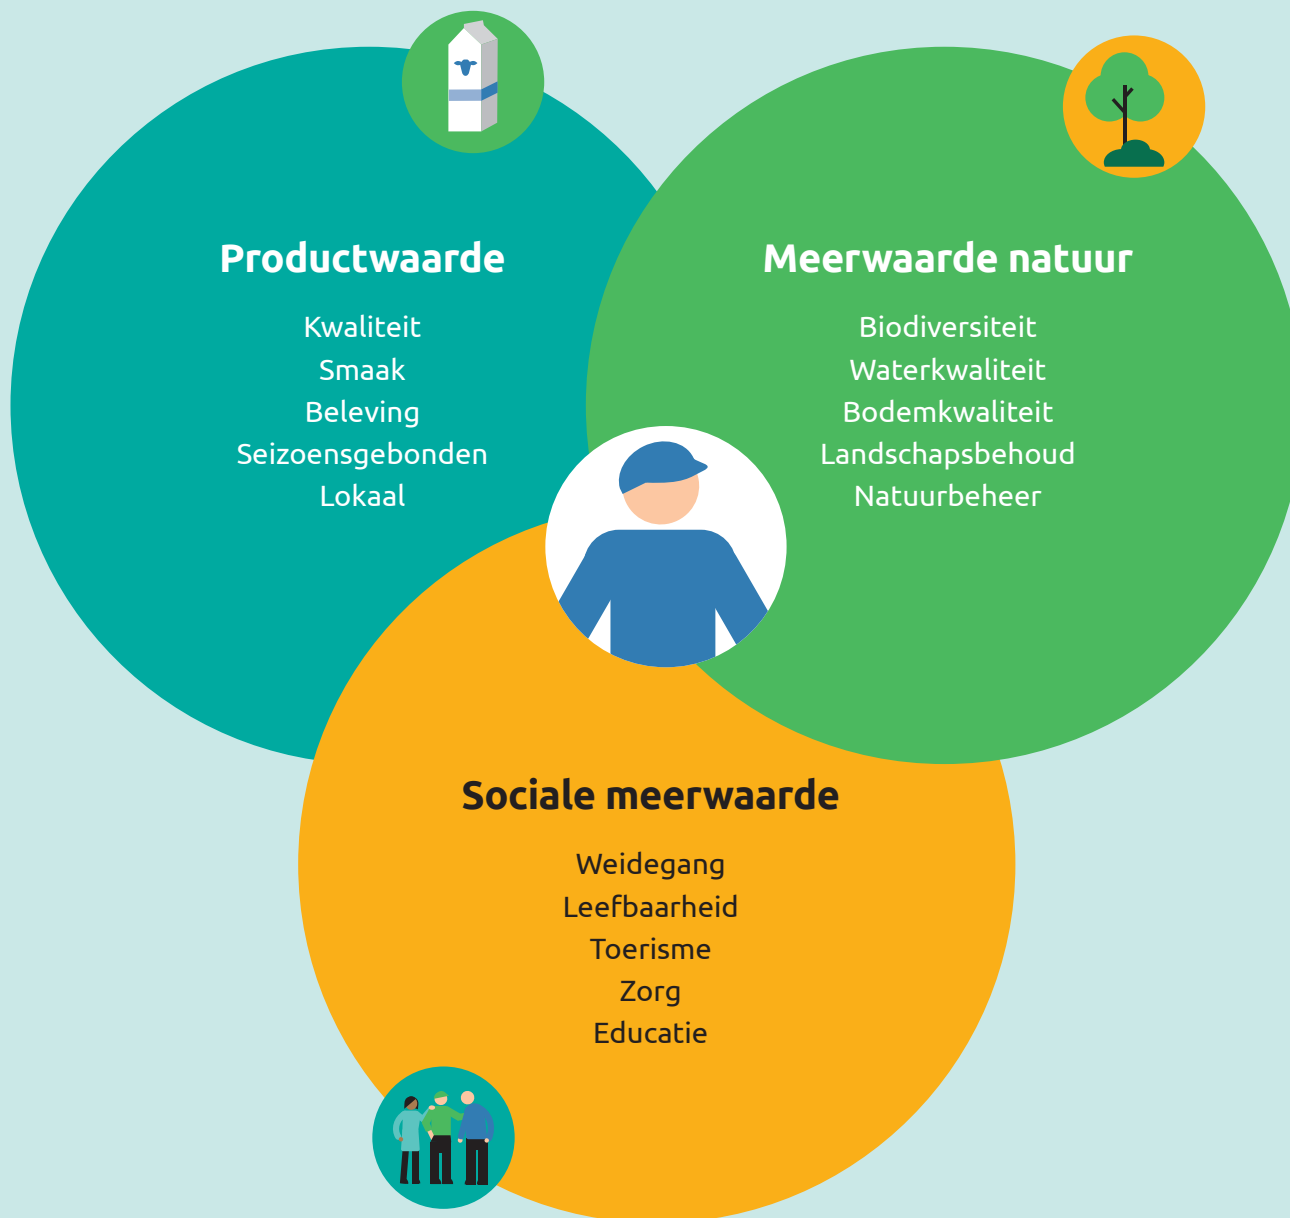 Productwaarde
Kwaliteit
Smaak
Beleving
Seizoensgebonden
Lokaal
Meerwaarde natuur
Biodiversiteit
Waterkwaliteit
Bodemkwaliteit
Landschapsbehoud
Natuurbeheer
Sociale meerwaarde
Weidegang
Leefbaarheid
Toerisme
Zorg
Educatie